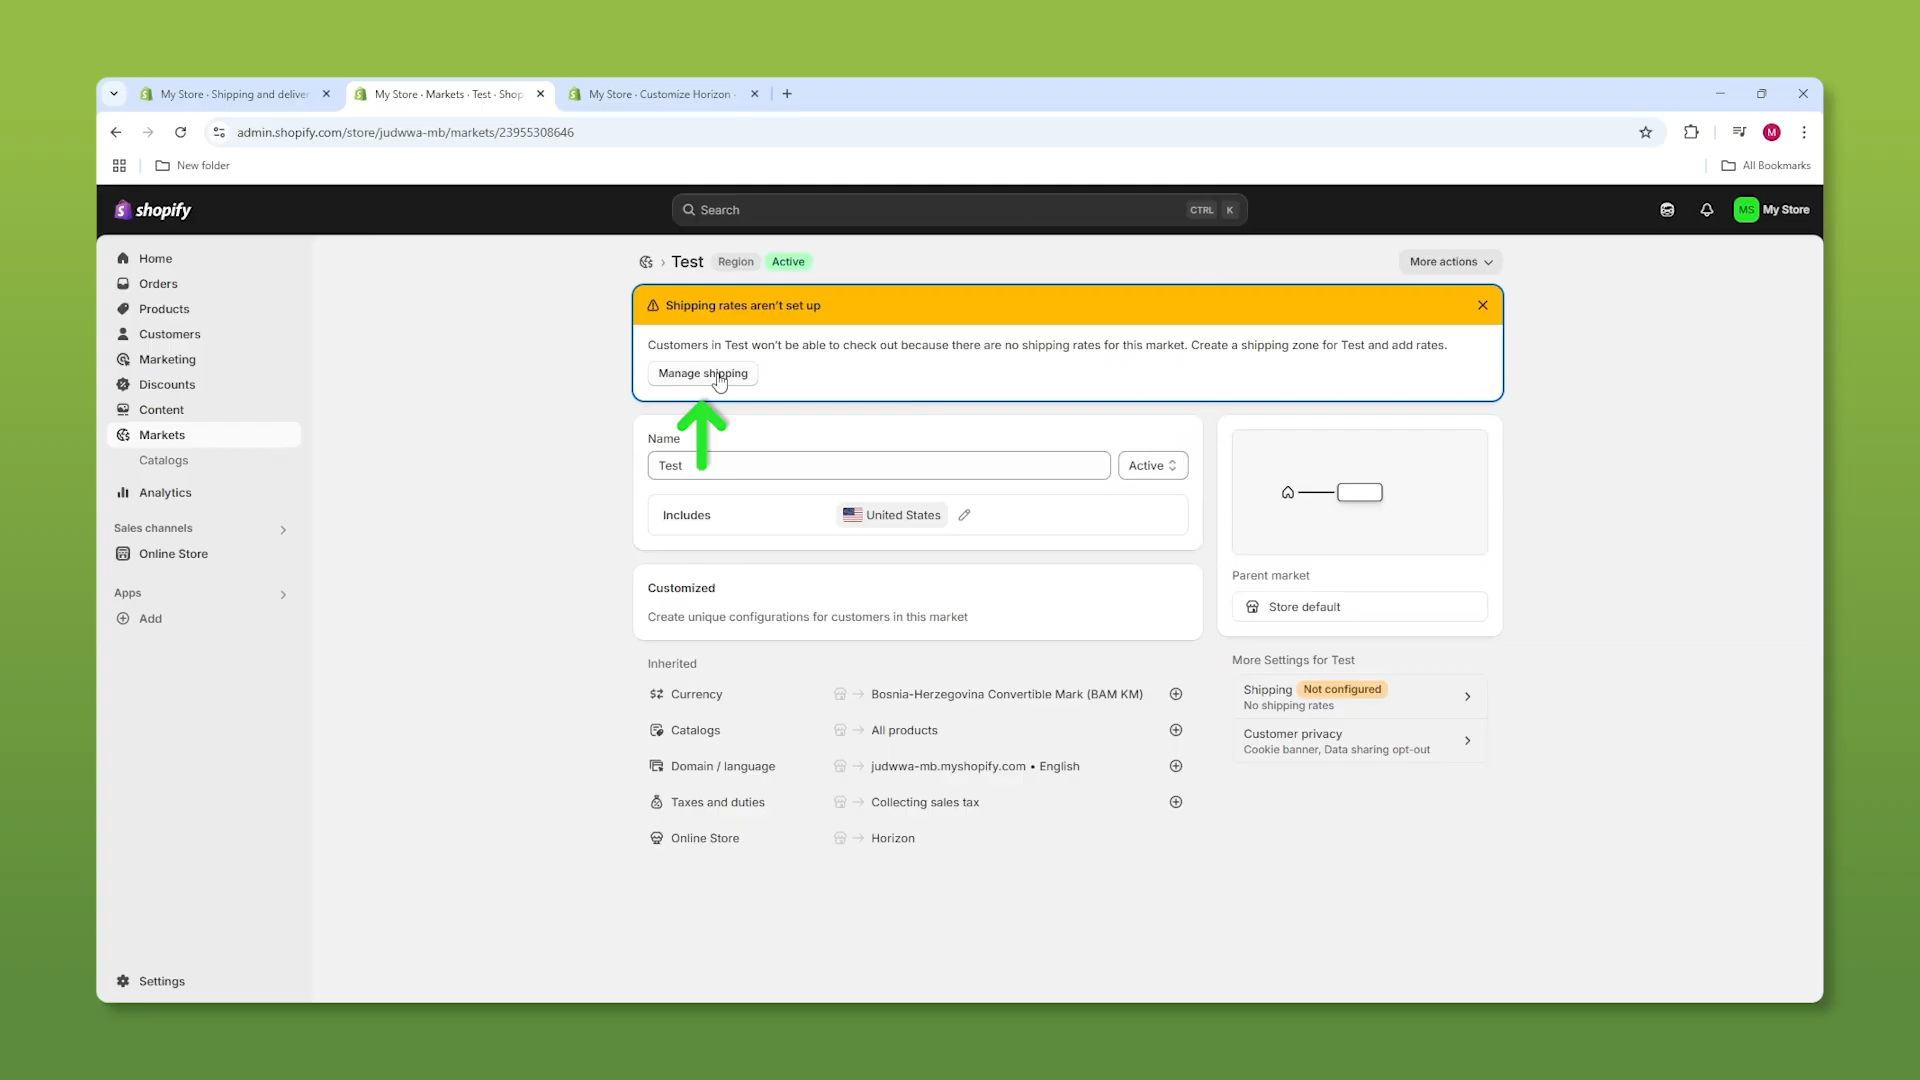 My Store · Shipping and deliver
My Store · Markets · Test · Shop
My Store · Customize Horizon ·
admin.shopify.com/store/judwwa-mb/markets/23955308646
M
New folder
All Bookmarks
shopify
Search
CTRL K
MS My Store
Home
Orders
Products
Customers
Marketing
Discounts
Content
Markets
Catalogs
Analytics
Sales channels
Online Store
Apps
Add
Settings
Test Region Active
More actions
Shipping rates aren't set up
Customers in Test won't be able to check out because there are no shipping rates for this market. Create a shipping zone for Test and add rates.
Manage shipping
Name
Test
Active
Includes United States
Customized
Create unique configurations for customers in this market
Inherited
Currency Bosnia-Herzegovina Convertible Mark (BAM KM)
Catalogs All products
Domain / language judwwa-mb.myshopify.com • English
Taxes and duties Collecting sales tax
Online Store Horizon
Parent market
Store default
More Settings for Test
Shipping Not configured
No shipping rates
Customer privacy
Cookie banner, Data sharing opt-out